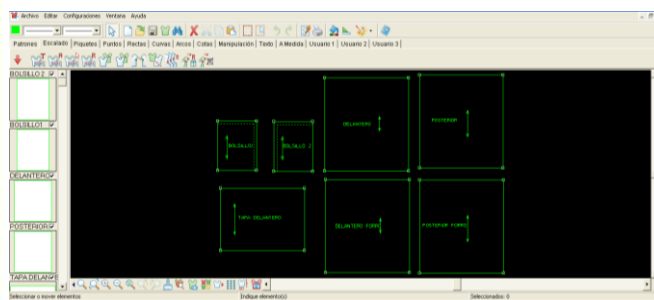 Archivo Editar Configuraciones Ventana Ayuda
Patrones Escalado Piquetes Puntos Rectas Curvas Arcos Cotas Manipulación Texto A Medida Usuario 1 Usuario 2 Usuario 3
BOLSILLO 2
BOLSILLO1
DELANTERO
POSTERIOR
TAPA DELANTE
DELANTERO
POSTERIOR
BOLSILLO1
BOLSILLO 2
TAPA DELANTERO
DELANTERO FORRO
POSTERIOR FORRO
Seleccionar o mover elementos
Indique elemento(s)
Seleccionados: 0